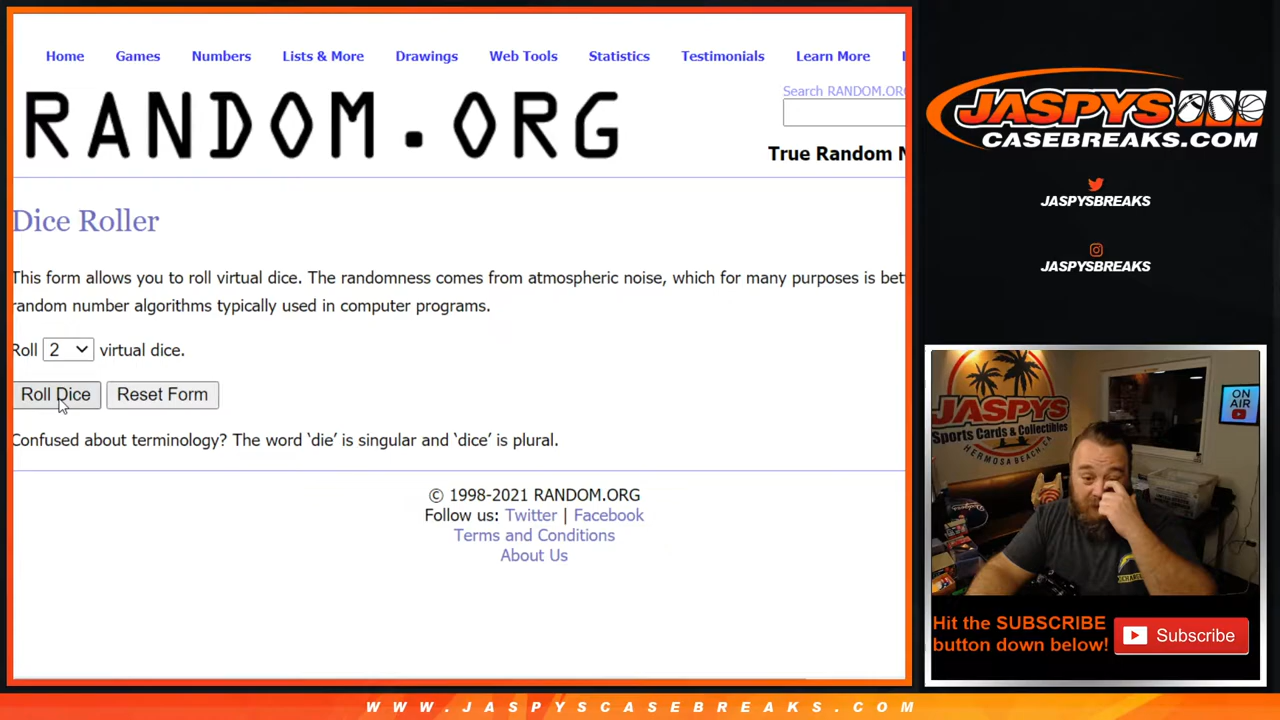 Home Games Numbers Lists & More Drawings Web Tools Statistics Testimonials Learn More
RANDOM.ORG
Search RANDOM.ORG
True Random N
Dice Roller
This form allows you to roll virtual dice. The randomness comes from atmospheric noise, which for many purposes is bet
random number algorithms typically used in computer programs.
Roll 2 virtual dice.
Roll Dice Reset Form
Confused about terminology? The word ‘die’ is singular and ‘dice’ is plural.
© 1998-2021 RANDOM.ORG
Follow us: Twitter | Facebook
Terms and Conditions
About Us
JASPYS
CASEBREAKS.COM
JASPYSBREAKS
JASPYSBREAKS
JASPYS
Sports Cards & Collectibles
HERMOSA BEACH, CA
ON
AIR
Hit the SUBSCRIBE
button down below!
Subscribe
WWW.JASPYSCASEBREAKS.COM